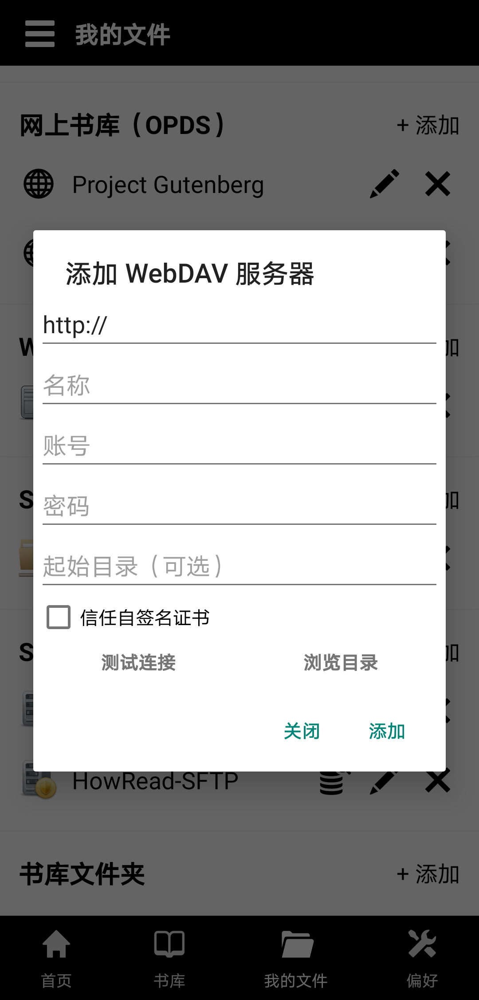 我的文件
网上书库（OPDS）
+ 添加
Project Gutenberg
添加 WebDAV 服务器
http://
名称
账号
密码
起始目录（可选）
信任自签名证书
测试连接
浏览目录
关闭
添加
HowRead-SFTP
书库文件夹
+ 添加
首页
书库
我的文件
偏好